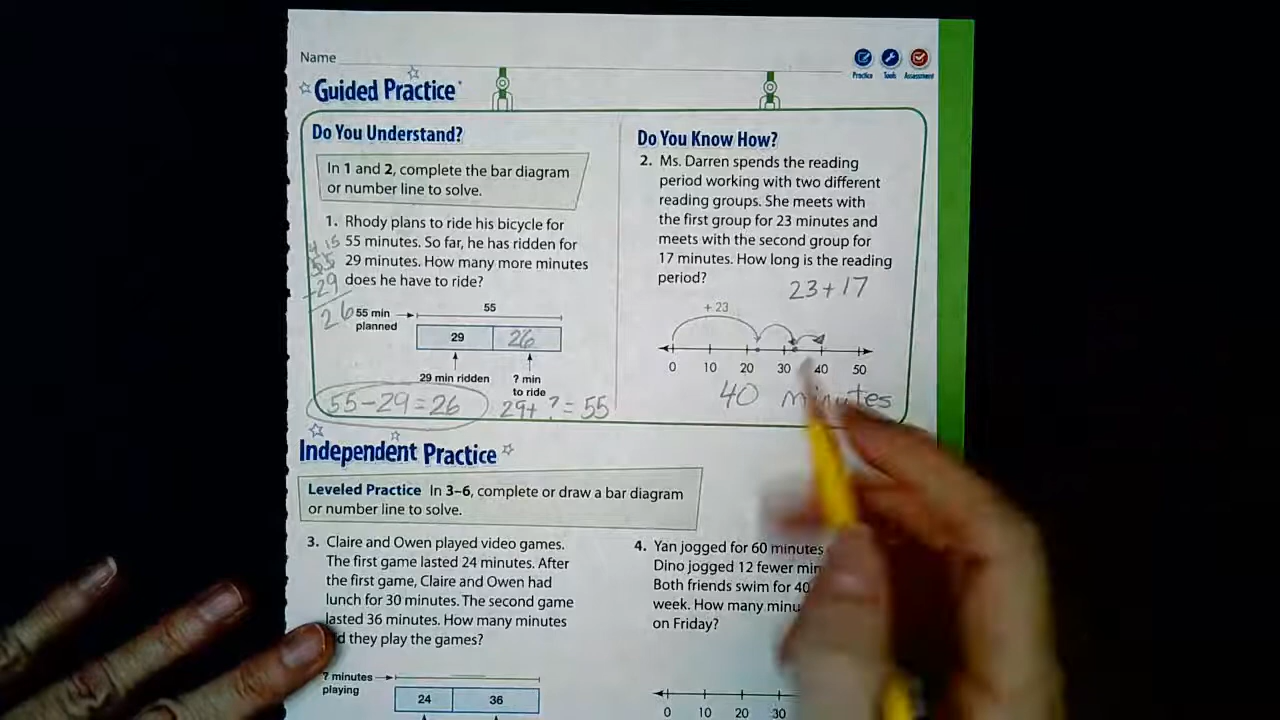 Name
Practice Tools Assessment
Guided Practice
Do You Understand?
In 1 and 2, complete the bar diagram
or number line to solve.
1. Rhody plans to ride his bicycle for
55 minutes. So far, he has ridden for
29 minutes. How many more minutes
does he have to ride?
4 15
55
-29
26
55 min
planned
55
29 26
29 min ridden
? min
to ride
55-29=26
29+?=55
Do You Know How?
2. Ms. Darren spends the reading
period working with two different
reading groups. She meets with
the first group for 23 minutes and
meets with the second group for
17 minutes. How long is the reading
period?
23+17
+ 23
0 10 20 30 40 50
40 minutes
Independent Practice
Leveled Practice In 3–6, complete or draw a bar diagram
or number line to solve.
3. Claire and Owen played video games.
The first game lasted 24 minutes. After
the first game, Claire and Owen had
lunch for 30 minutes. The second game
lasted 36 minutes. How many minutes
they play the games?
? minutes
playing
24 36
4. Yan jogged for 60 minutes
Dino jogged 12 fewer
Both friends swim for 40
week. How many
on Friday?
0 10 20 30